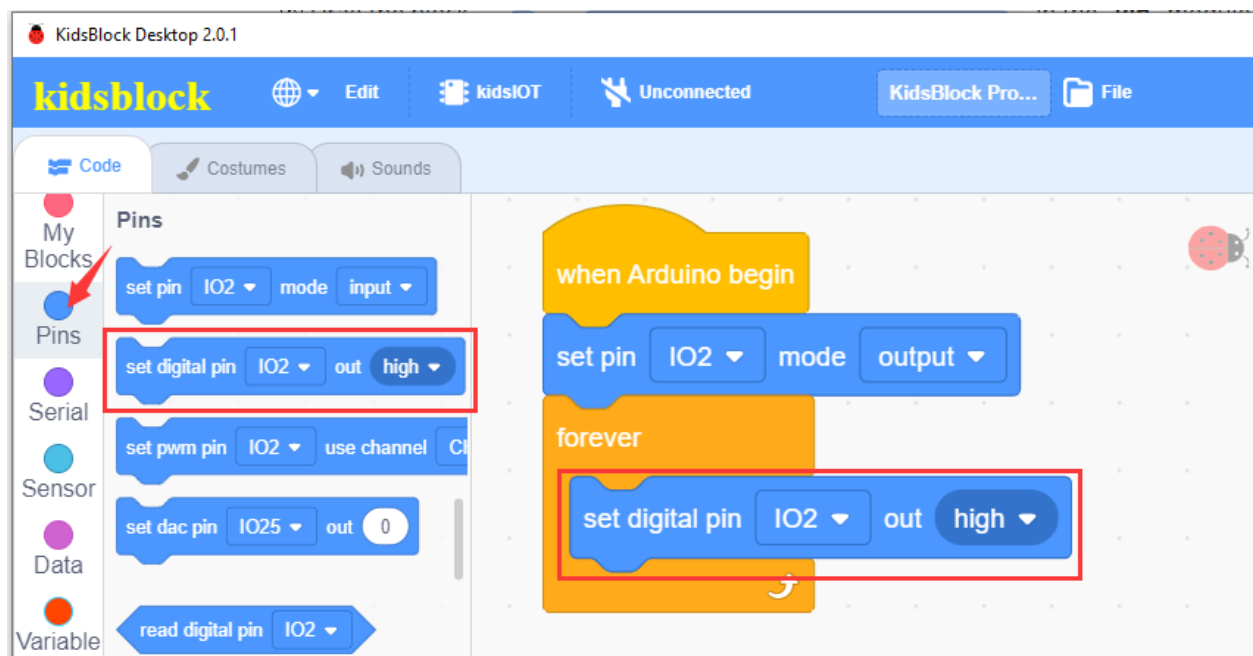 KidsBlock Desktop 2.0.1
kidsblock
Edit
kidsIOT
Unconnected
KidsBlock Pro...
File
Code
Costumes
Sounds
My
Blocks
Pins
Serial
Sensor
Data
Variable
Pins
set pin IO2 mode input
set digital pin IO2 out high
set pwm pin IO2 use channel
set dac pin IO25 out 0
read digital pin IO2
when Arduino begin
set pin IO2 mode output
forever
set digital pin IO2 out high